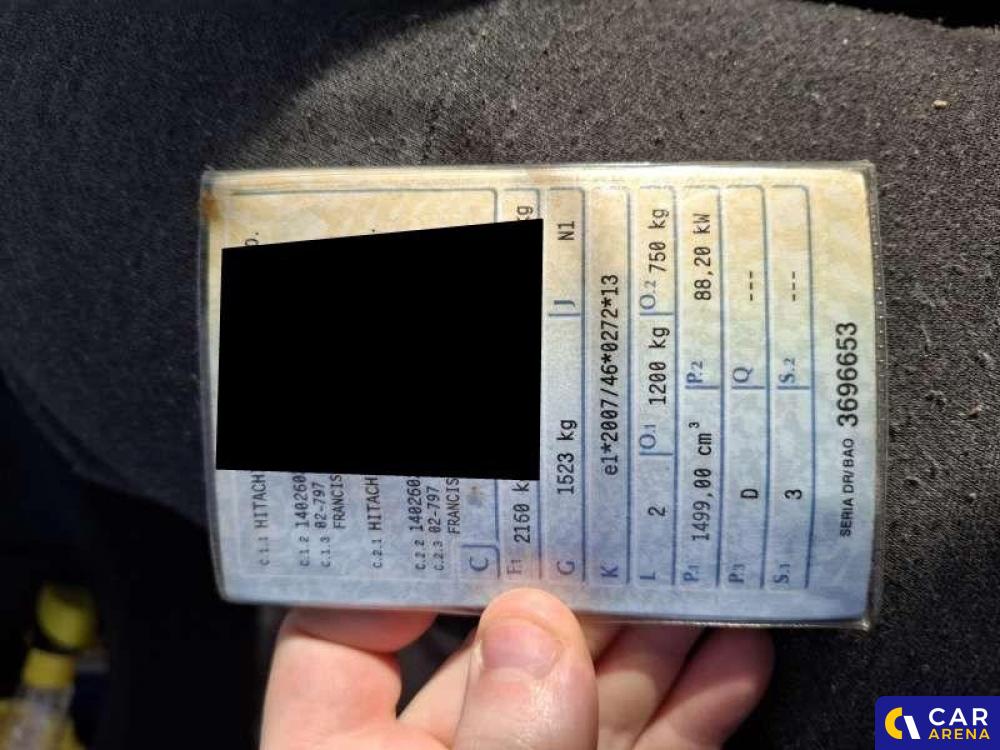 C.1.1 HITACH
O.
C.1.2 140260
C.1.3 02-797
FRANCIS
C.2.1 HITACH
C.2.2 140260
C.2.3 02-797
FRANCIS
C
F.1 2160 k kg
G 1523 kg J N1
K e1*2007/46*0272*13
L 2 O.1 1200 kg O.2 750 kg
P.1 1499,00 cm³ P.2 88,20 kW
P.3 D Q ---
S.1 3 S.2 ---
SERIA DR/BAO 3696653
CAR
ARENA